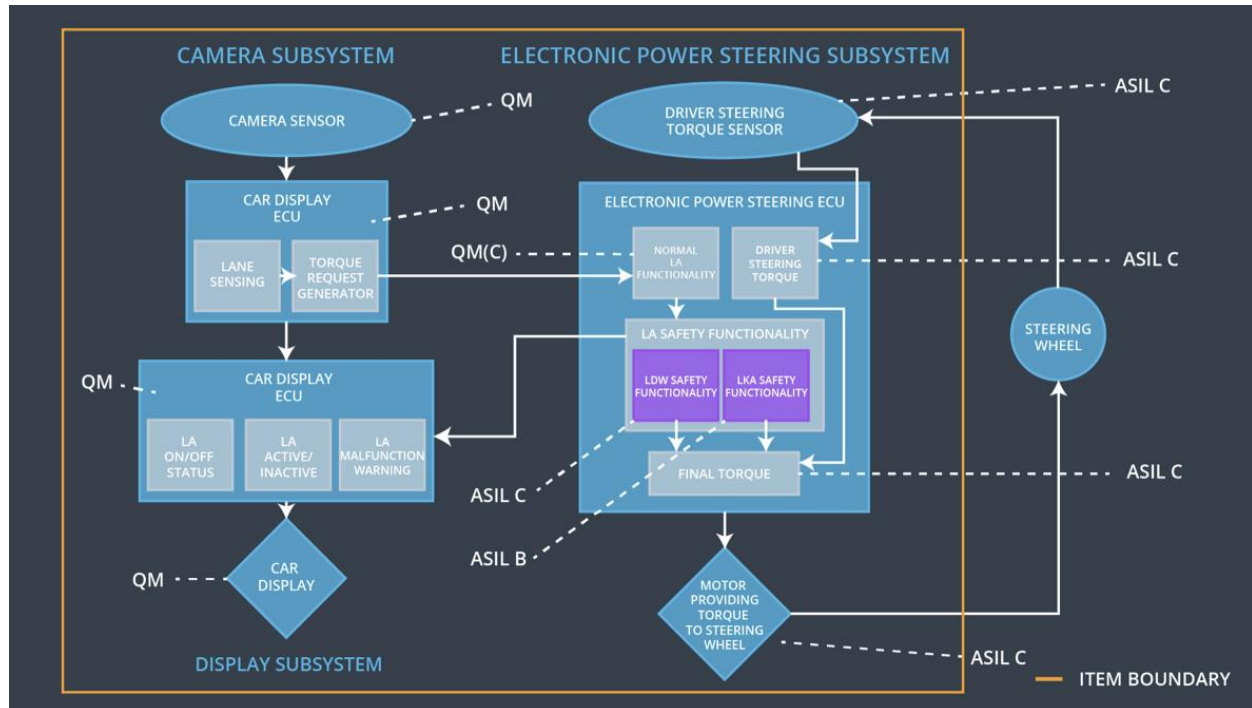 CAMERA SUBSYSTEM
ELECTRONIC POWER STEERING SUBSYSTEM
CAMERA SENSOR
QM
DRIVER STEERING
TORQUE SENSOR
ASIL C
CAR DISPLAY
ECU
QM
LANE
SENSING
TORQUE
REQUEST
GENERATOR
ELECTRONIC POWER STEERING ECU
QM(C)
NORMAL
LA
FUNCTIONALITY
DRIVER
STEERING
TORQUE
ASIL C
LA SAFETY FUNCTIONALITY
LDW SAFETY
FUNCTIONALITY
LKA SAFETY
FUNCTIONALITY
STEERING
WHEEL
QM
CAR DISPLAY
ECU
LA
ON/OFF
STATUS
LA
ACTIVE/
INACTIVE
LA
MALFUNCTION
WARNING
FINAL TORQUE
ASIL C
ASIL C
ASIL B
QM
CAR
DISPLAY
MOTOR
PROVIDING
TORQUE
TO STEERING
WHEEL
ASIL C
DISPLAY SUBSYSTEM
ITEM BOUNDARY